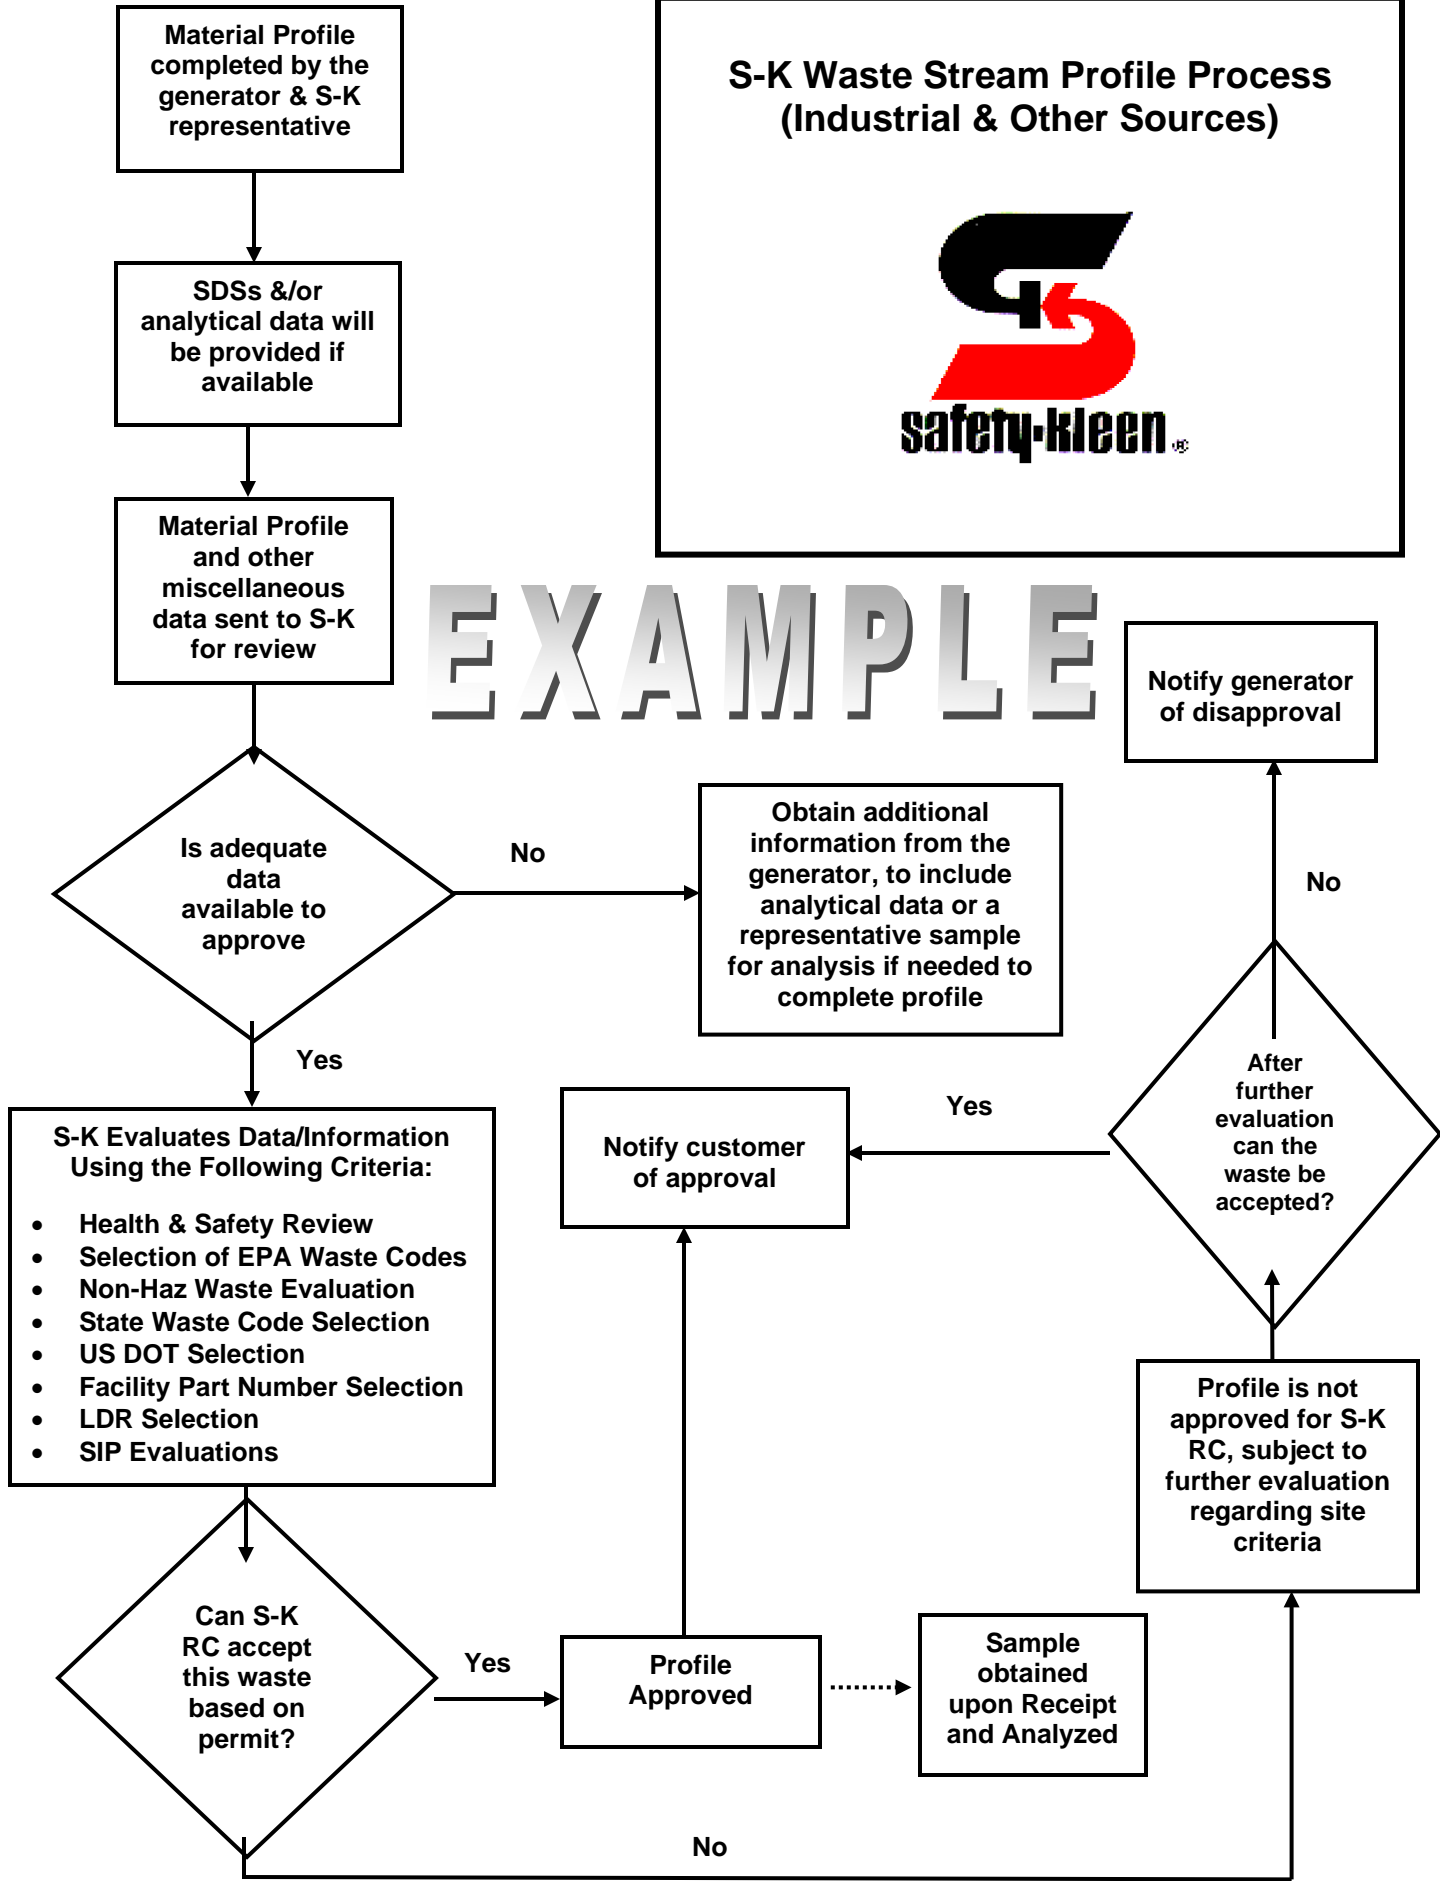 Material Profile
completed by the
generator & S-K
representative
S-K Waste Stream Profile Process
(Industrial & Other Sources)
safety-kleen®
SDSs &/or
analytical data will
be provided if
available
Material Profile
and other
miscellaneous
data sent to S-K
for review
EXAMPLE
Notify generator
of disapproval
Is adequate
data
available to
approve
No
Obtain additional
information from the
generator, to include
analytical data or a
representative sample
for analysis if needed to
complete profile
No
Yes
After
further
evaluation
can the
waste be
accepted?
Yes
Notify customer
of approval
S-K Evaluates Data/Information
Using the Following Criteria:
• Health & Safety Review
• Selection of EPA Waste Codes
• Non-Haz Waste Evaluation
• State Waste Code Selection
• US DOT Selection
• Facility Part Number Selection
• LDR Selection
• SIP Evaluations
Profile is not
approved for S-K
RC, subject to
further evaluation
regarding site
criteria
Can S-K
RC accept
this waste
based on
permit?
Yes
Profile
Approved
Sample
obtained
upon Receipt
and Analyzed
No